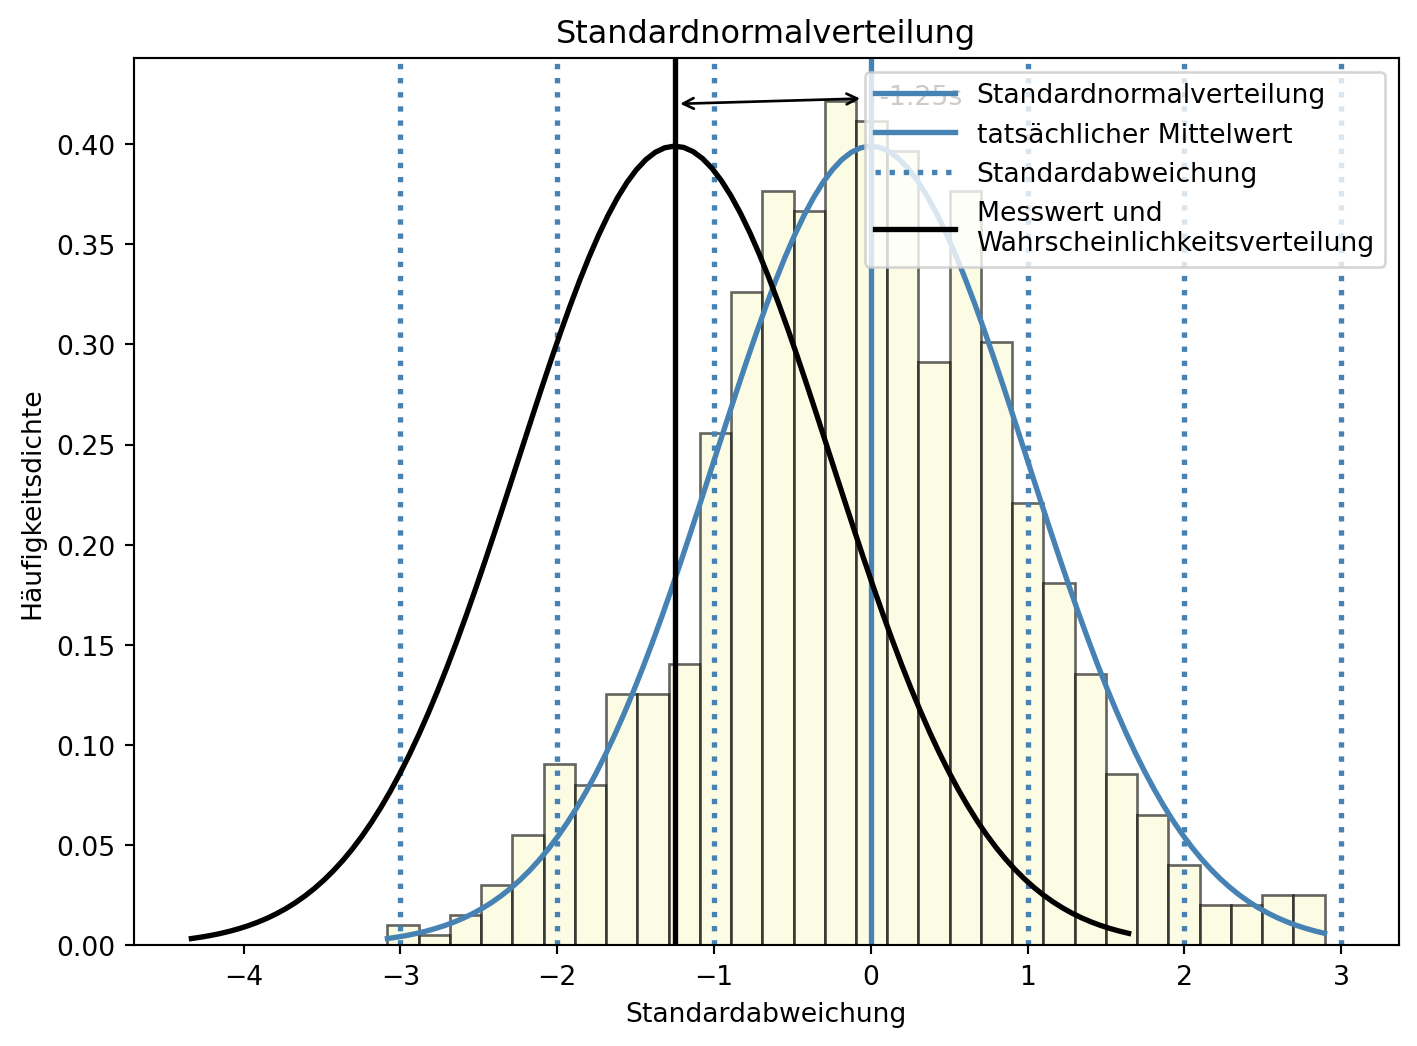 Standardnormalverteilung
-1.25s
Standardnormalverteilung
tatsächlicher Mittelwert
Standardabweichung
Messwert und
Wahrscheinlichkeitsverteilung
Häufigkeitsdichte
0.40
0.35
0.30
0.25
0.20
0.15
0.10
0.05
0.00
−4 −3 −2 −1 0 1 2 3
Standardabweichung